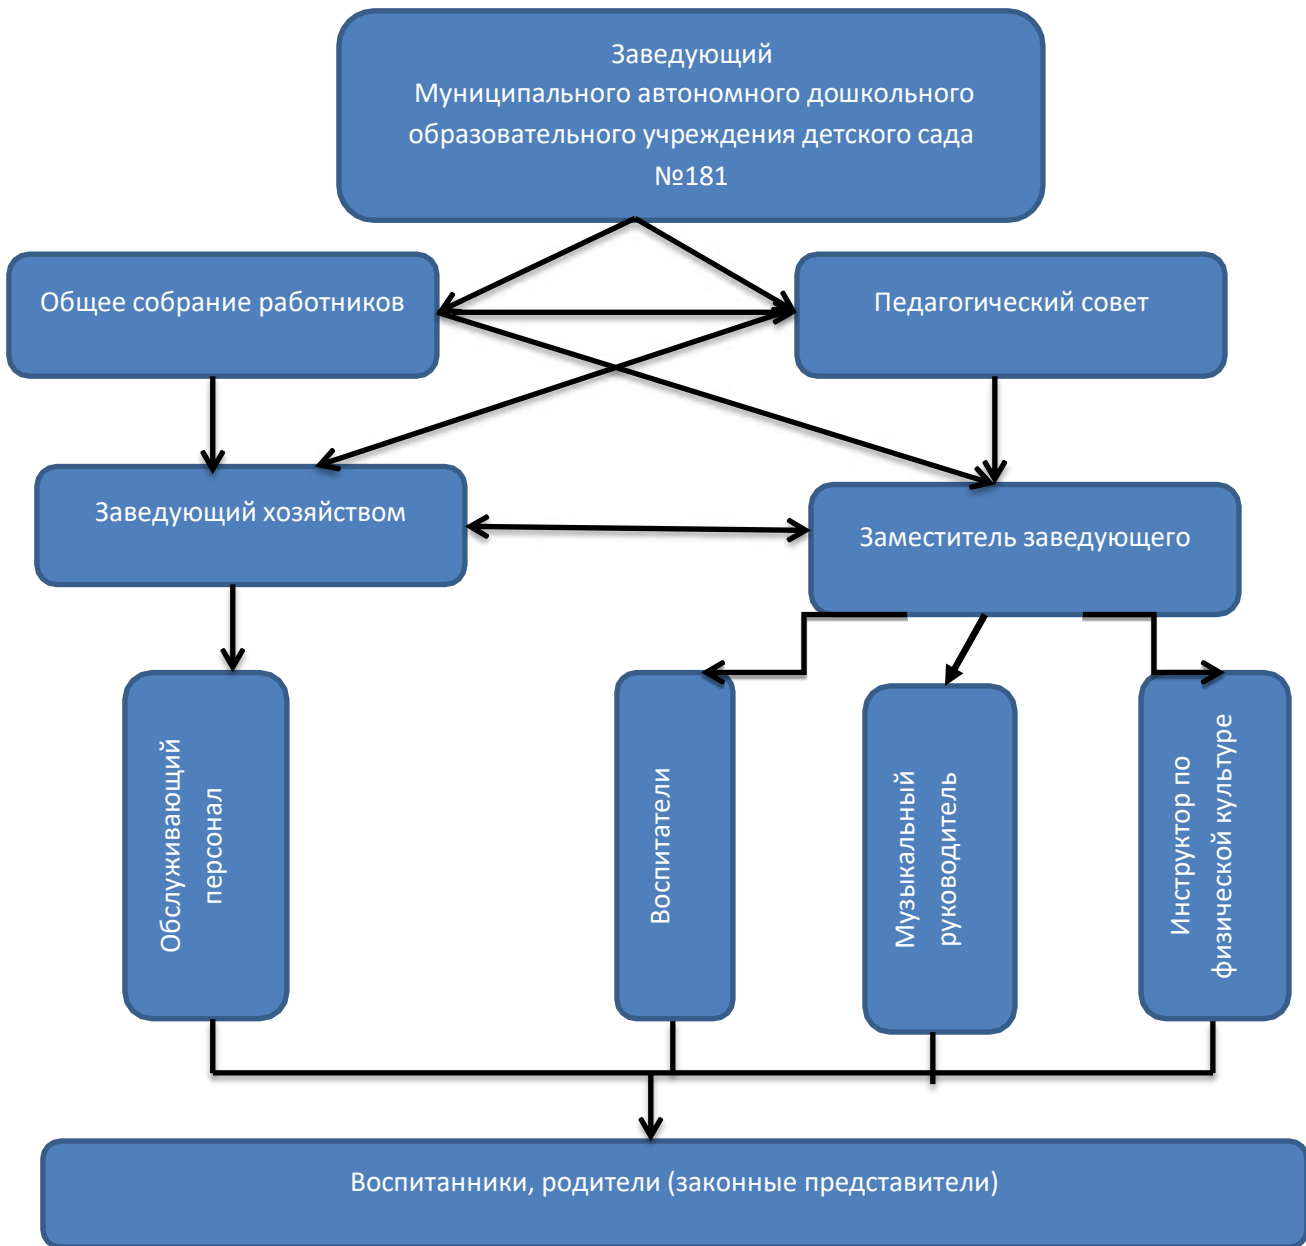 Заведующий
Муниципального автономного дошкольного
образовательного учреждения детского сада
№181
Общее собрание работников
Педагогический совет
Заведующий хозяйством
Заместитель заведующего
Обслуживающий
персонал
Воспитатели
Музыкальный
руководитель
Инструктор по
физической культуре
Воспитанники, родители (законные представители)